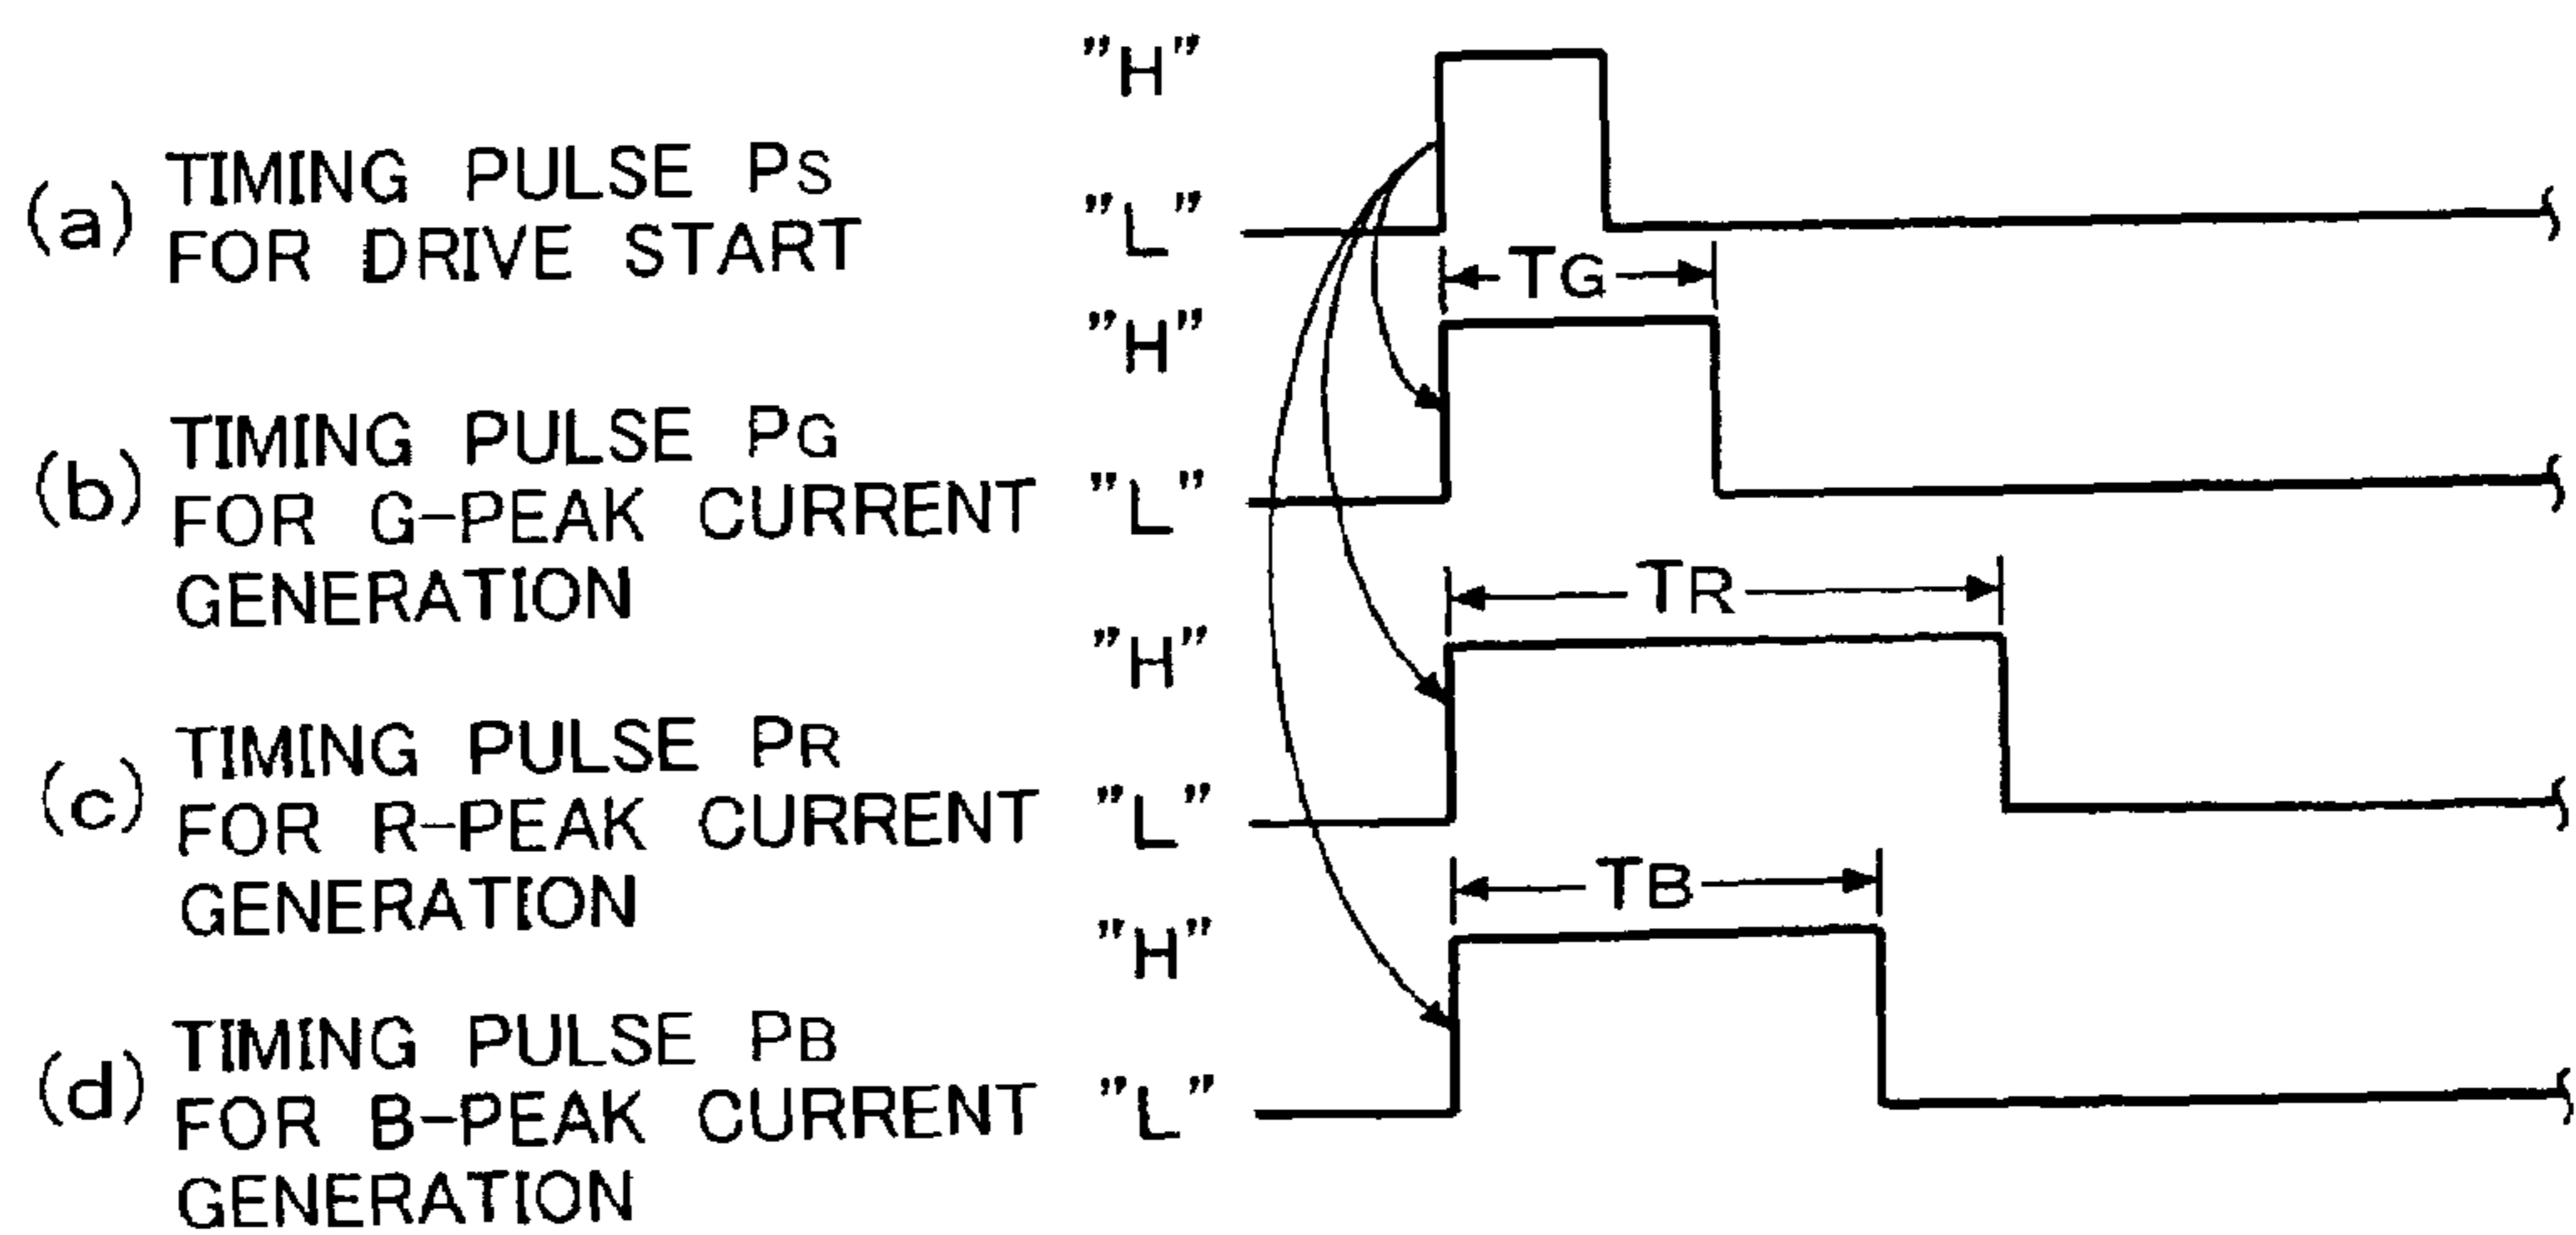 (a) TIMING PULSE PS
FOR DRIVE START
"H"
"L"
TG
(b) TIMING PULSE PG
FOR G-PEAK CURRENT
GENERATION
"H"
"L"
TR
(c) TIMING PULSE PR
FOR R-PEAK CURRENT
GENERATION
"H"
"L"
TB
(d) TIMING PULSE PB
FOR B-PEAK CURRENT
GENERATION
"H"
"L"